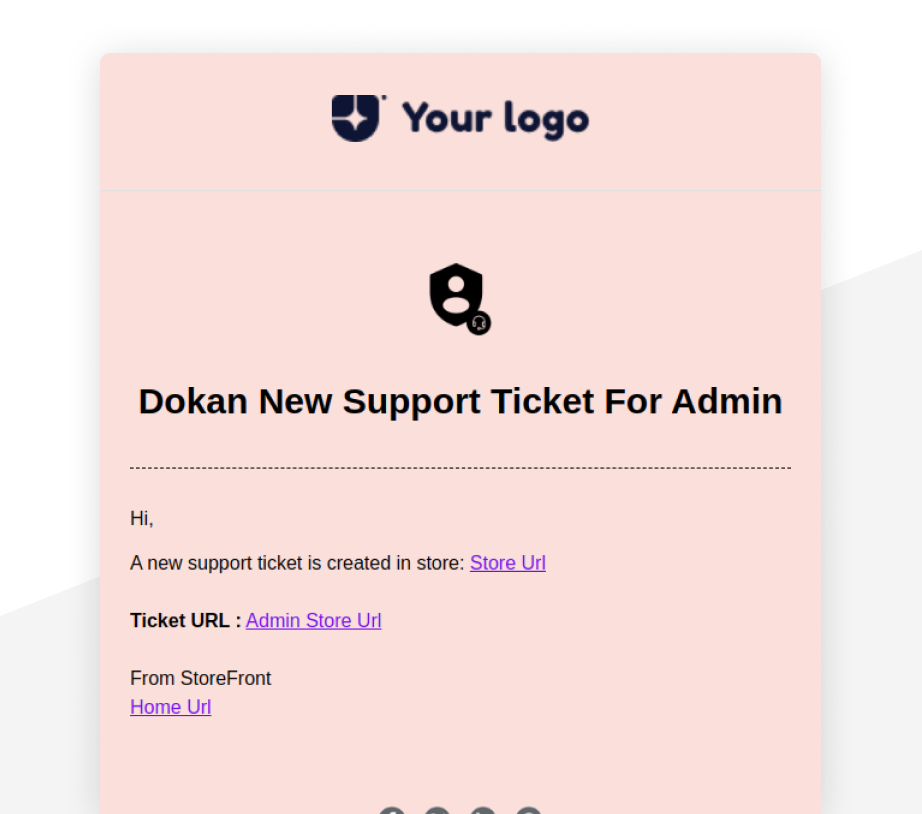 Your logo
Dokan New Support Ticket For Admin
Hi,
A new support ticket is created in store: Store Url
Ticket URL : Admin Store Url
From StoreFront
Home Url